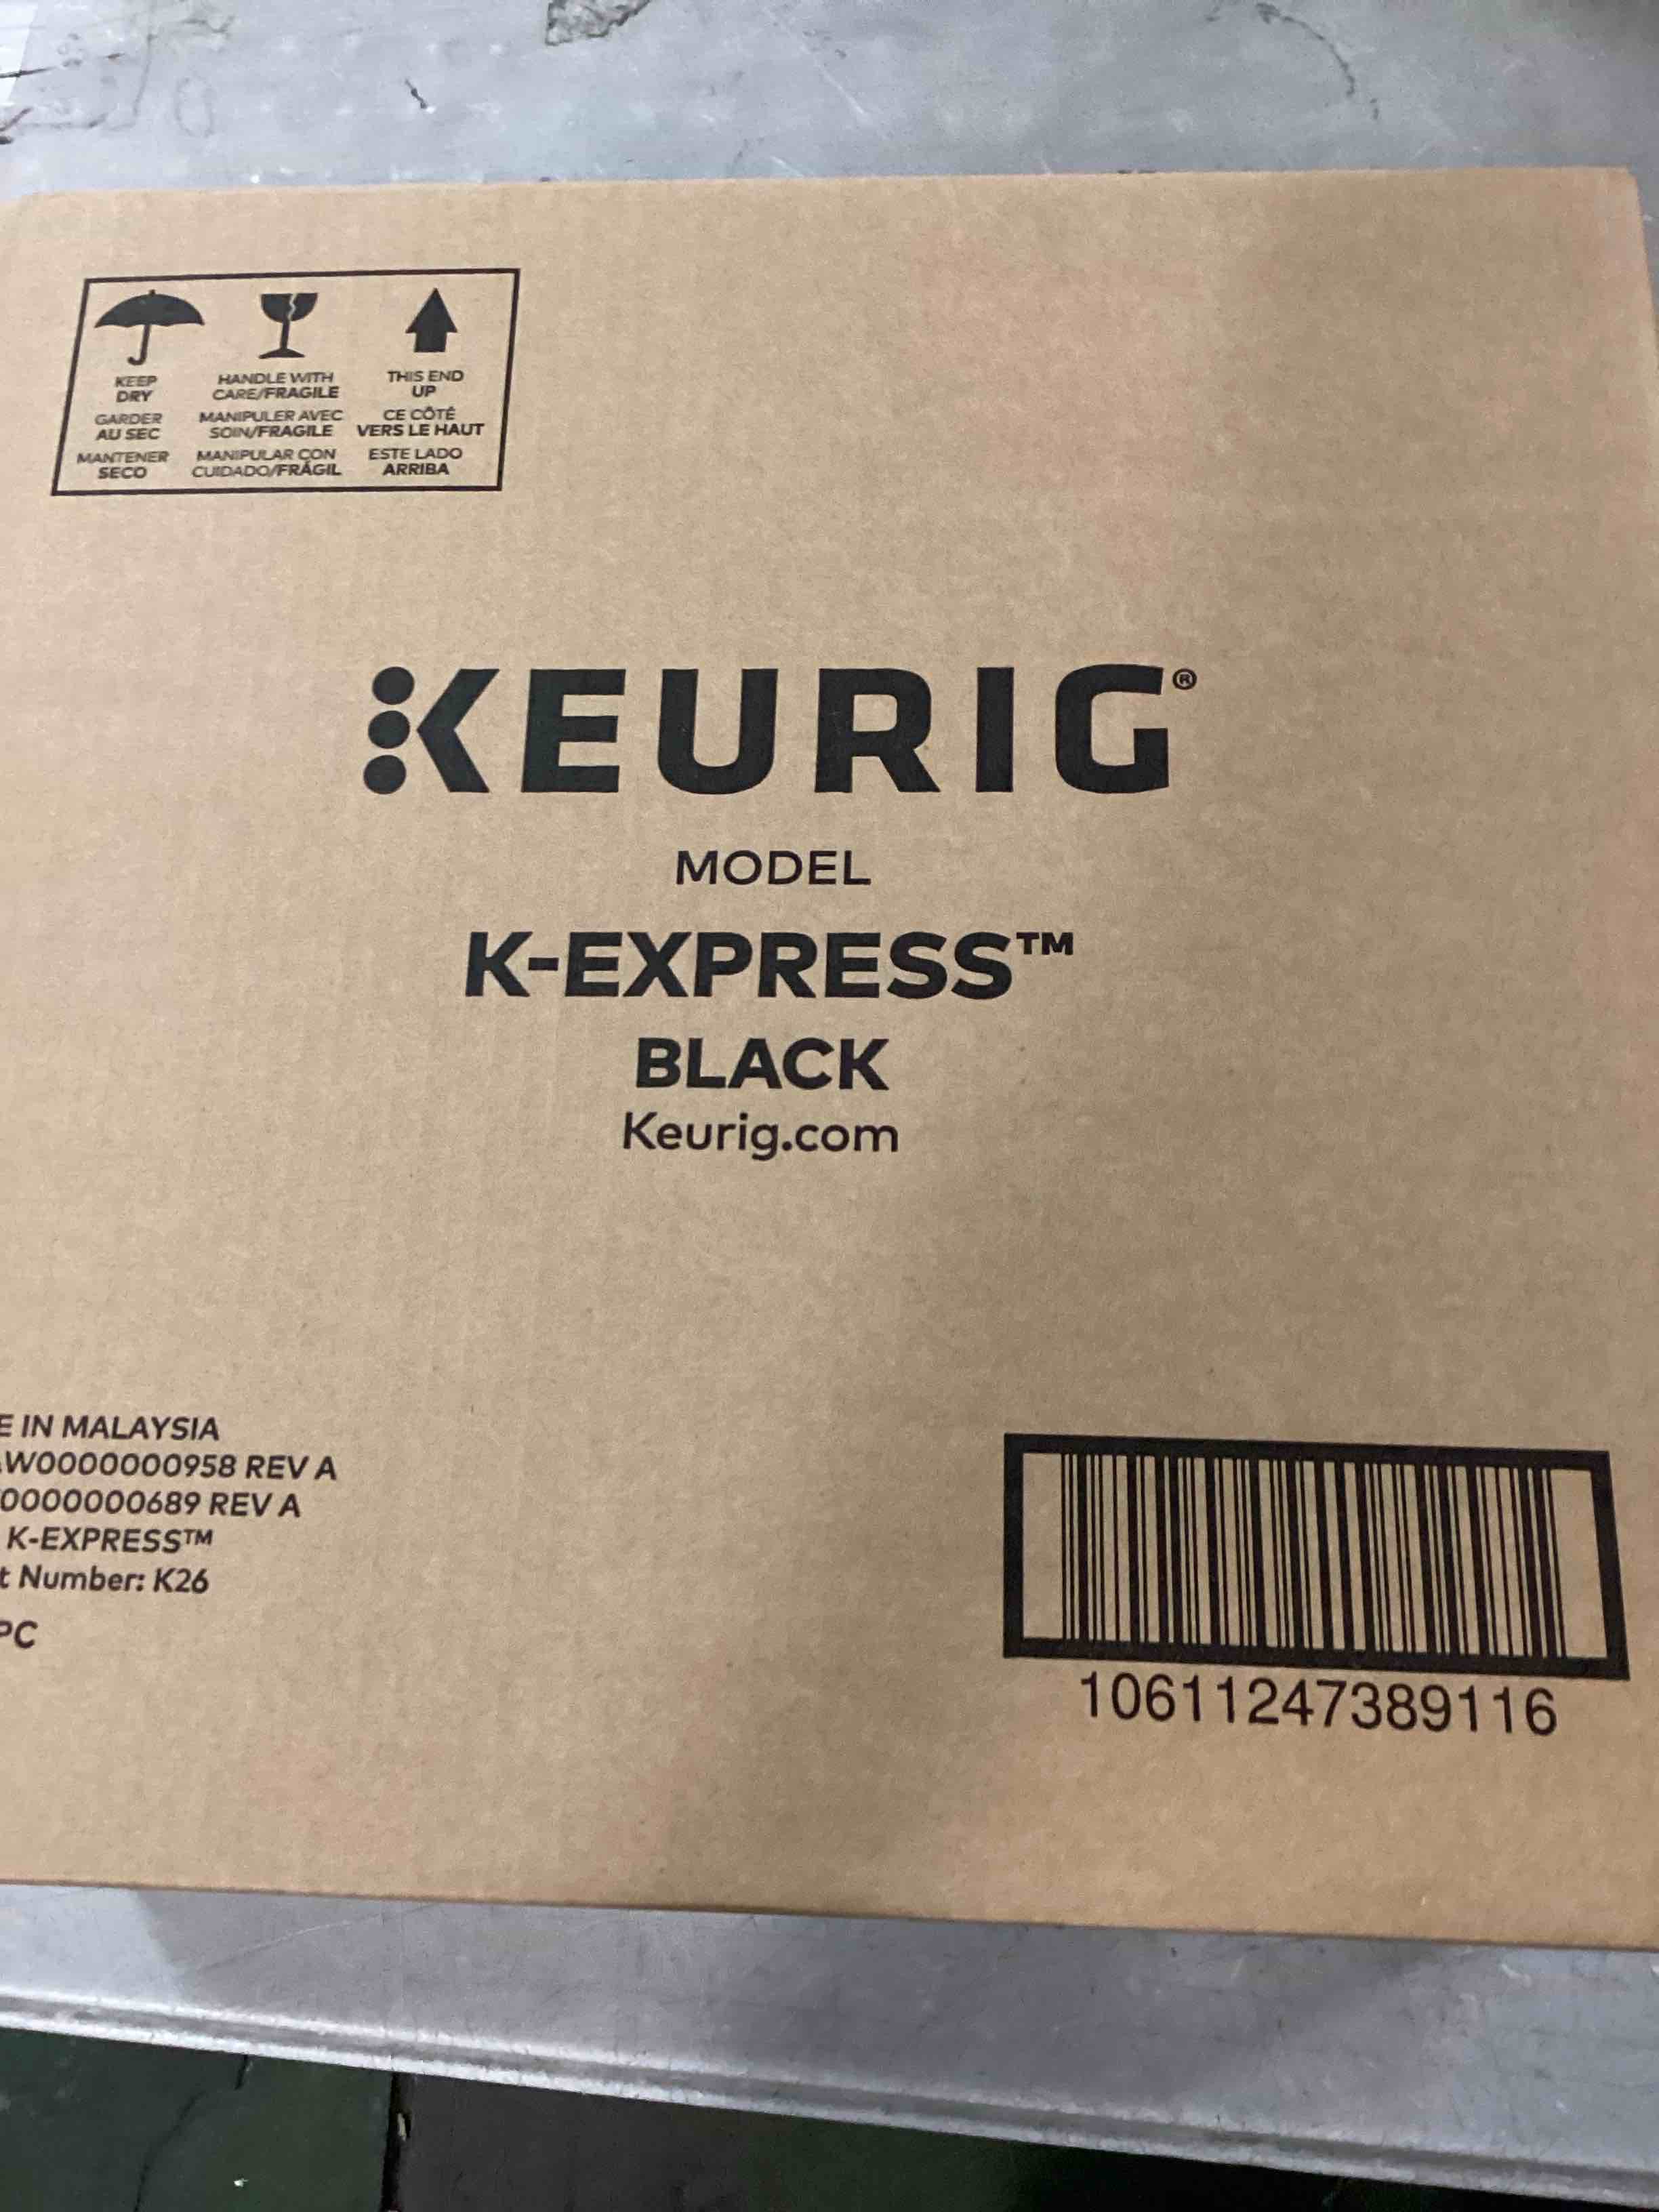 KEEP
DRY
GARDER
AU SEC
MANTENER
SECO
HANDLE WITH
CARE/FRAGILE
MANIPULER AVEC
SOIN/FRAGILE
MANIPULAR CON
CUIDADO/FRÁGIL
THIS END
UP
CE CÔTÉ
VERS LE HAUT
ESTE LADO
ARRIBA
KEURIG®
MODEL
K-EXPRESS™
BLACK
Keurig.com
E IN MALAYSIA
W0000000958 REV A
0000000689 REV A
K-EXPRESS™
t Number: K26
PC
10611247389116